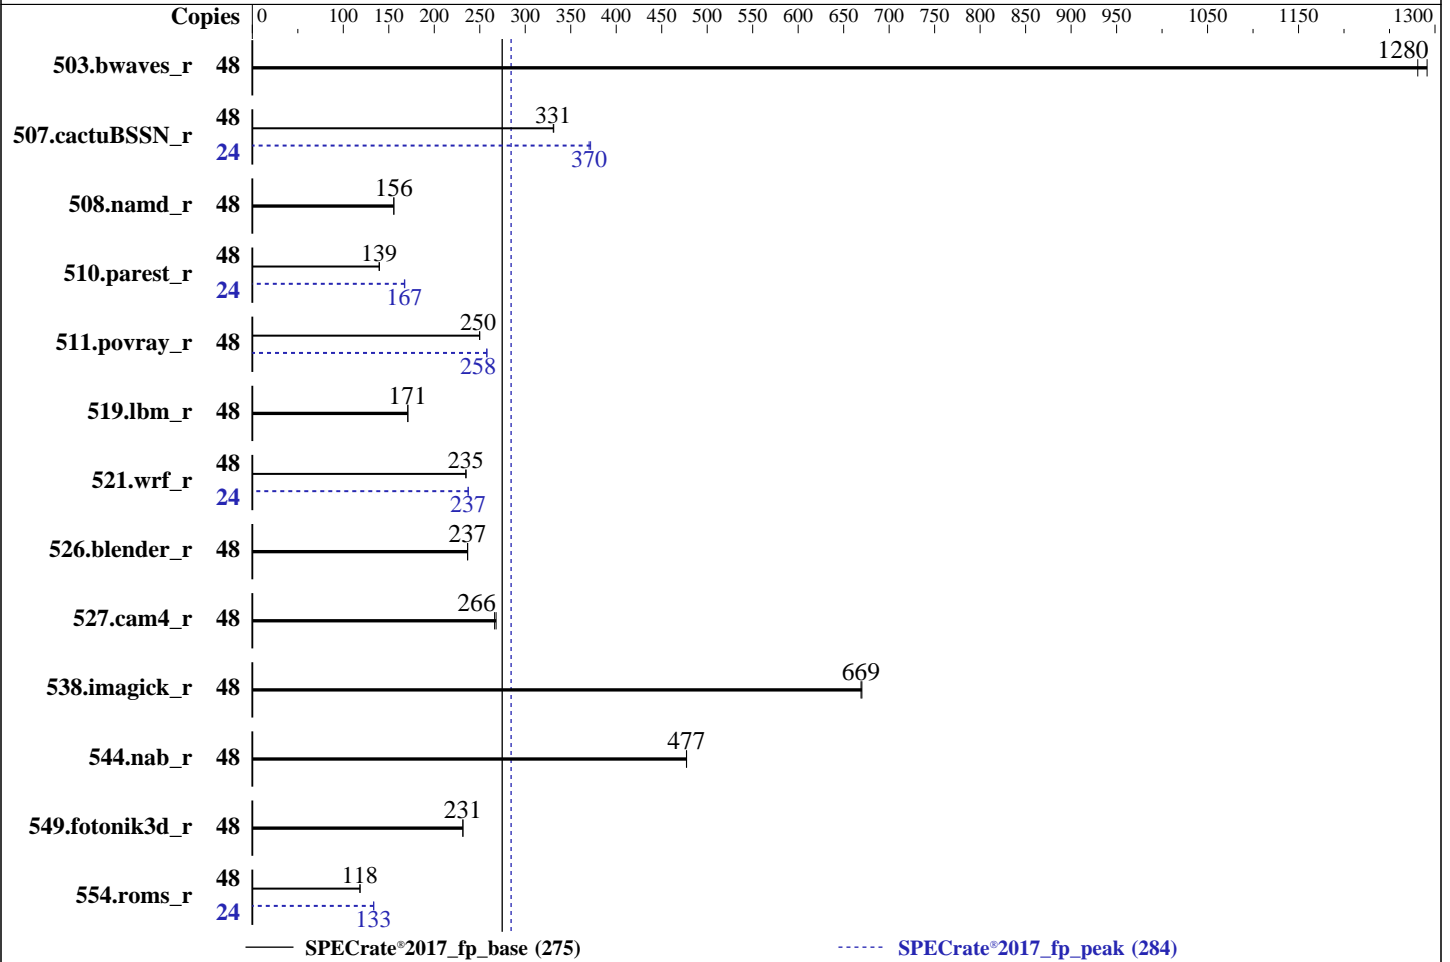 Copies 0 100 150 200 250 300 350 400 450 500 550 600 650 700 750 800 850 900 950 1050 1150 1300
503.bwaves_r 48 1280
507.cactuBSSN_r 48 331
24 370
508.namd_r 48 156
510.parest_r 48 139
24 167
511.povray_r 48 250
258
519.lbm_r 48 171
521.wrf_r 48 235
24 237
526.blender_r 48 237
527.cam4_r 48 266
538.imagick_r 48 669
544.nab_r 48 477
549.fotonik3d_r 48 231
554.roms_r 48 118
24 133
SPECrate®2017_fp_base (275) SPECrate®2017_fp_peak (284)